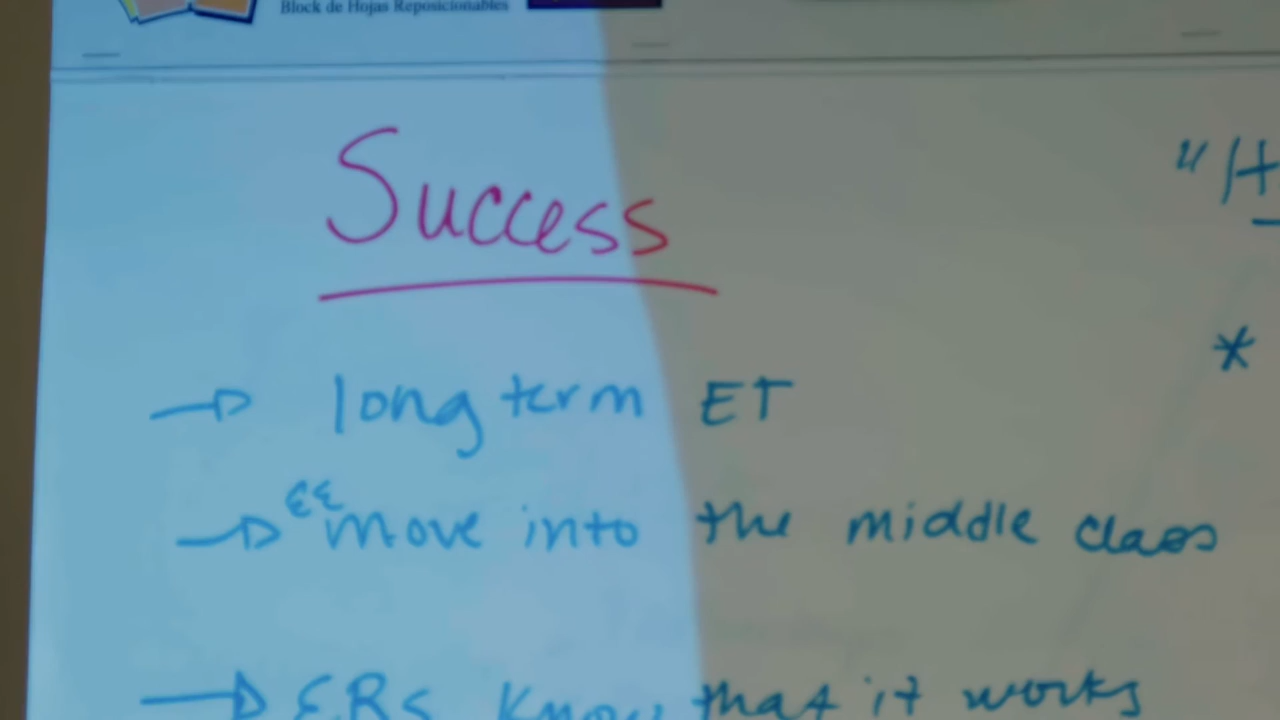 Block de Hojas Reposicionables
Success
long term ET
EE move into the middle class
ERs know that it works
"H
*